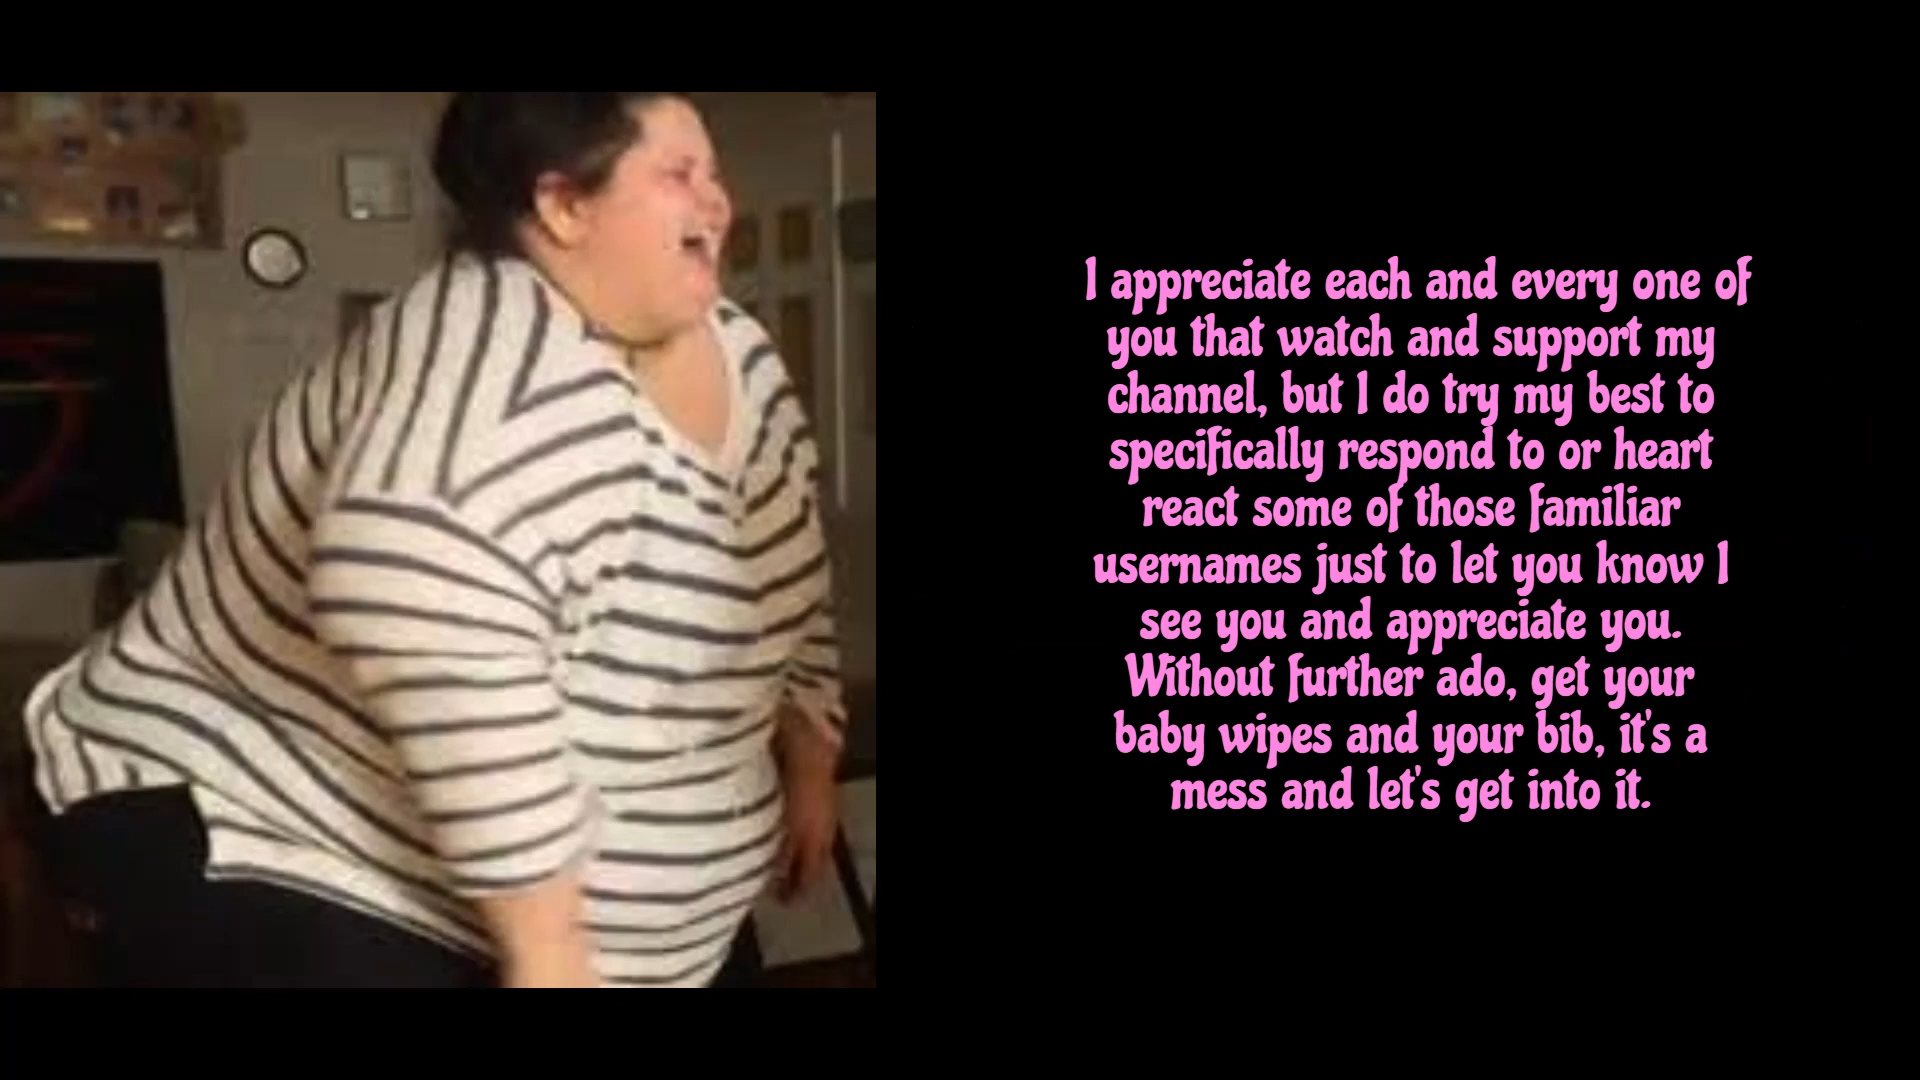 I appreciate each and every one of
you that watch and support my
channel, but I do try my best to
specifically respond to or heart
react some of those familiar
usernames just to let you know I
see you and appreciate you.
Without further ado, get your
baby wipes and your bib, it's a
mess and let's get into it.